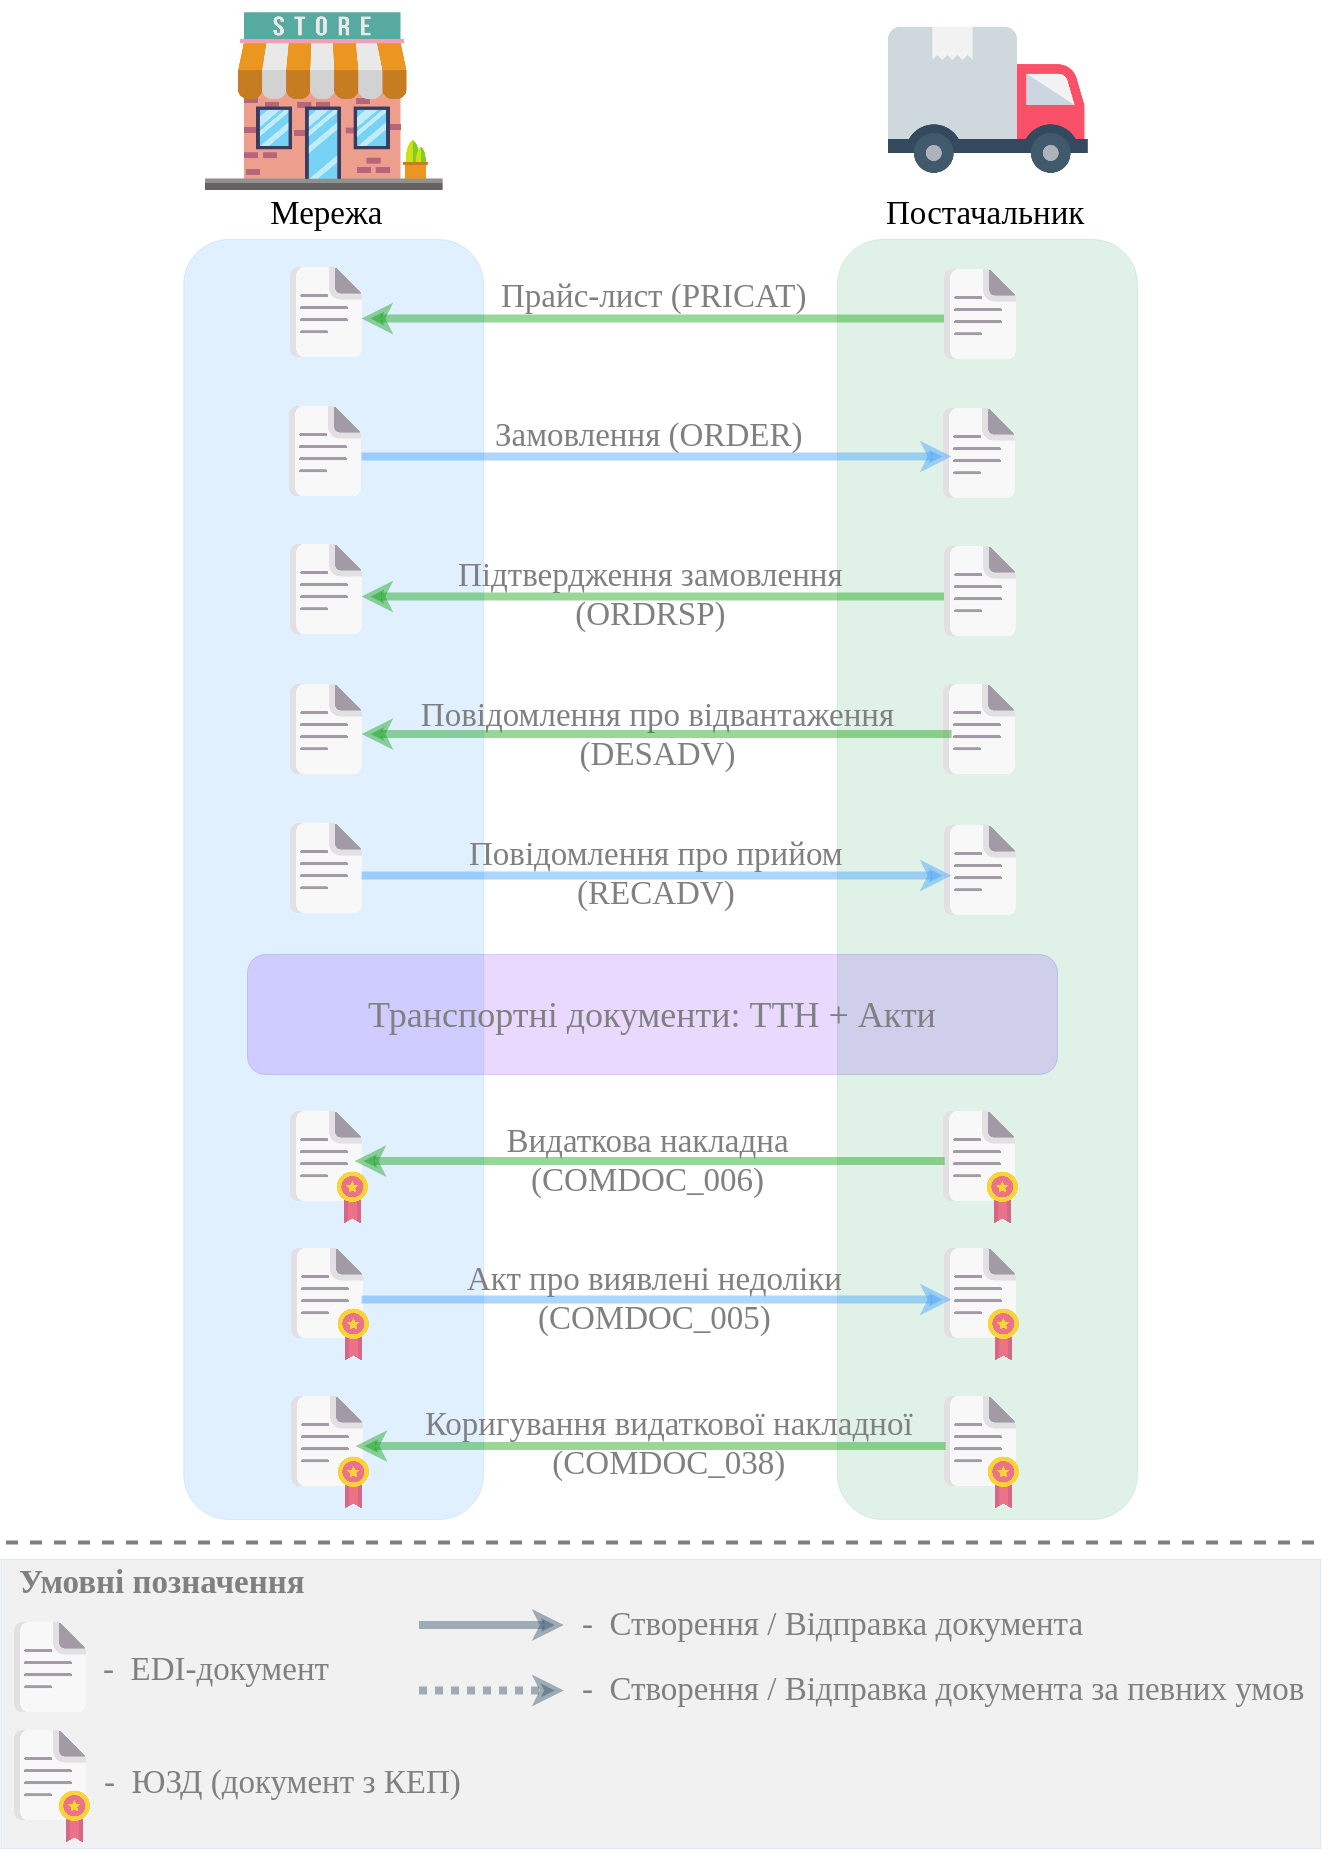 STORE
Мережа
Постачальник
Прайс-лист (PRICAT)
Замовлення (ORDER)
Підтвердження замовлення
(ORDRSP)
Повідомлення про відвантаження
(DESADV)
Повідомлення про прийом
(RECADV)
Транспортні документи: ТТН + Акти
Видаткова накладна
(COMDOC_006)
Акт про виявлені недоліки
(COMDOC_005)
Коригування видаткової накладної
(COMDOC_038)
Умовні позначення
- Створення / Відправка документа
- EDI-документ
- Створення / Відправка документа за певних умов
- ЮЗД (документ з КЕП)